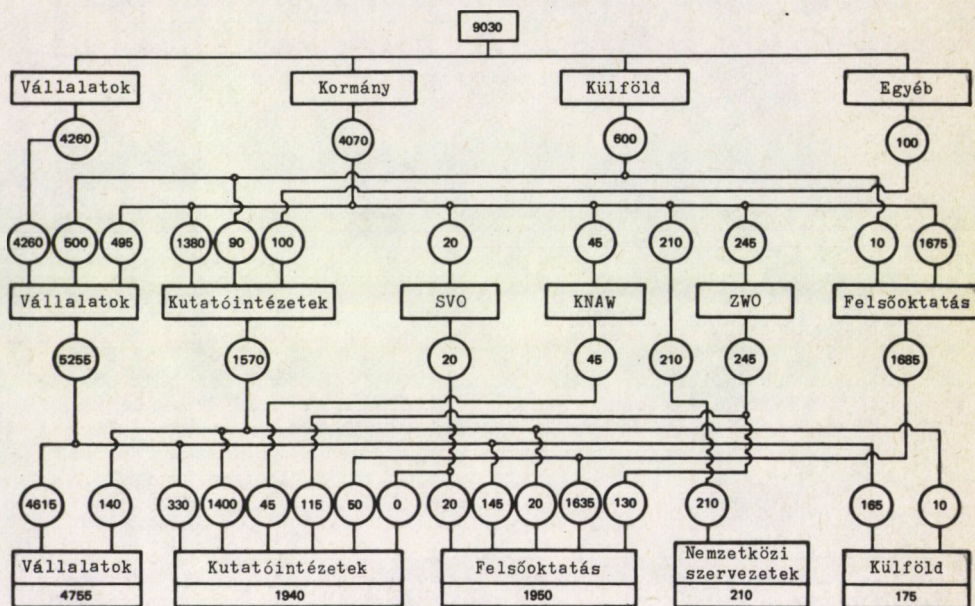 9030
Vállalatok Kormány Külföld Egyéb
4260 4070 600 100
4260 500 495 1380 90 100 20 45 210 245 10 1675
Vállalatok Kutatóintézetek SVO KNAW ZWO Felsőoktatás
5255 1570 20 45 210 245 1685
4615 140 330 1400 45 115 50 0 20 145 20 1635 130 210 165 10
Vállalatok Kutatóintézetek Felsőoktatás Nemzetközi szervezetek Külföld
4755 1940 1950 210 175